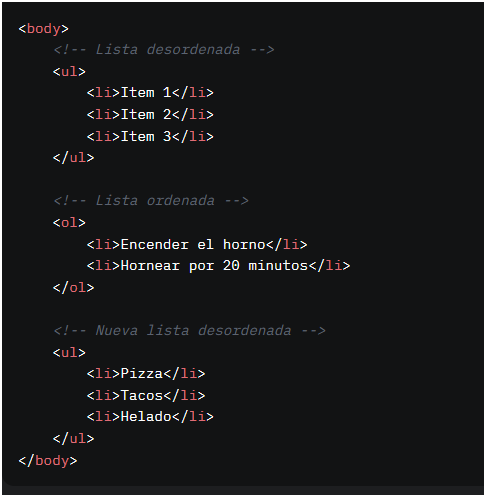 <body>
    <!-- Lista desordenada -->
    <ul>
        <li>Item 1</li>
        <li>Item 2</li>
        <li>Item 3</li>
    </ul>

    <!-- Lista ordenada -->
    <ol>
        <li>Encender el horno</li>
        <li>Hornear por 20 minutos</li>
    </ol>

    <!-- Nueva lista desordenada -->
    <ul>
        <li>Pizza</li>
        <li>Tacos</li>
        <li>Helado</li>
    </ul>
</body>